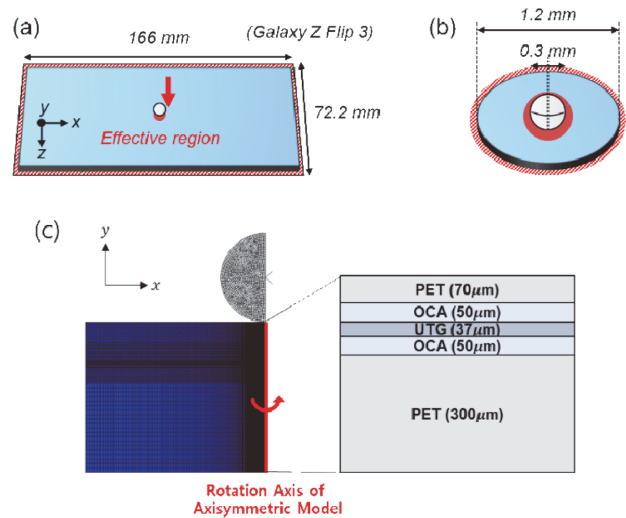 (a)
166 mm
(Galaxy Z Flip 3)
72.2 mm
y
x
z
Effective region
(b)
1.2 mm
0.3 mm
(c)
y
x
PET (70μm)
OCA (50μm)
UTG (37μm)
OCA (50μm)
PET (300μm)
Rotation Axis of
Axisymmetric Model